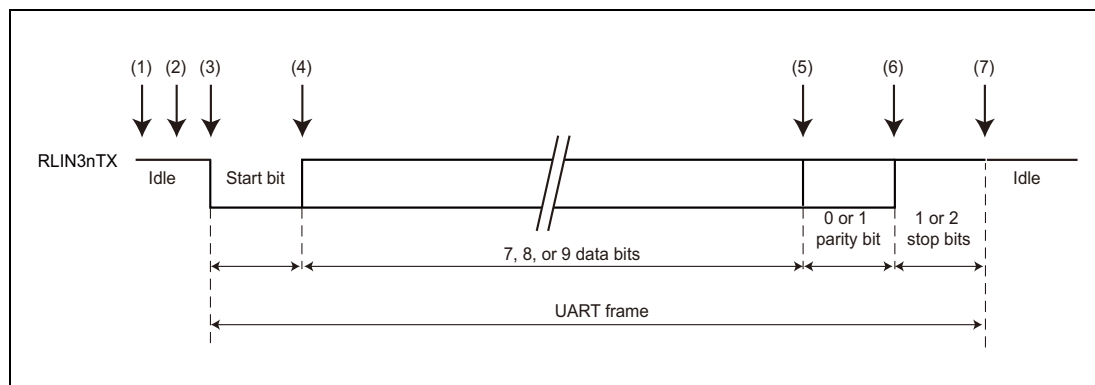 (1) (2) (3) (4) (5) (6) (7)
RLIN3nTX
Idle
Start bit
Idle
0 or 1
parity bit
1 or 2
stop bits
7, 8, or 9 data bits
UART frame